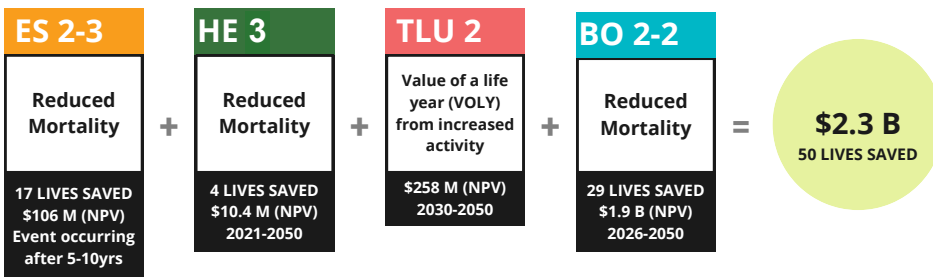 ES 2-3
Reduced
Mortality
17 LIVES SAVED
$106 M (NPV)
Event occurring
after 5-10yrs
+
HE 3
Reduced
Mortality
4 LIVES SAVED
$10.4 M (NPV)
2021-2050
+
TLU 2
Value of a life
year (VOLY)
from increased
activity
$258 M (NPV)
2030-2050
+
BO 2-2
Reduced
Mortality
29 LIVES SAVED
$1.9 B (NPV)
2026-2050
=
$2.3 B
50 LIVES SAVED